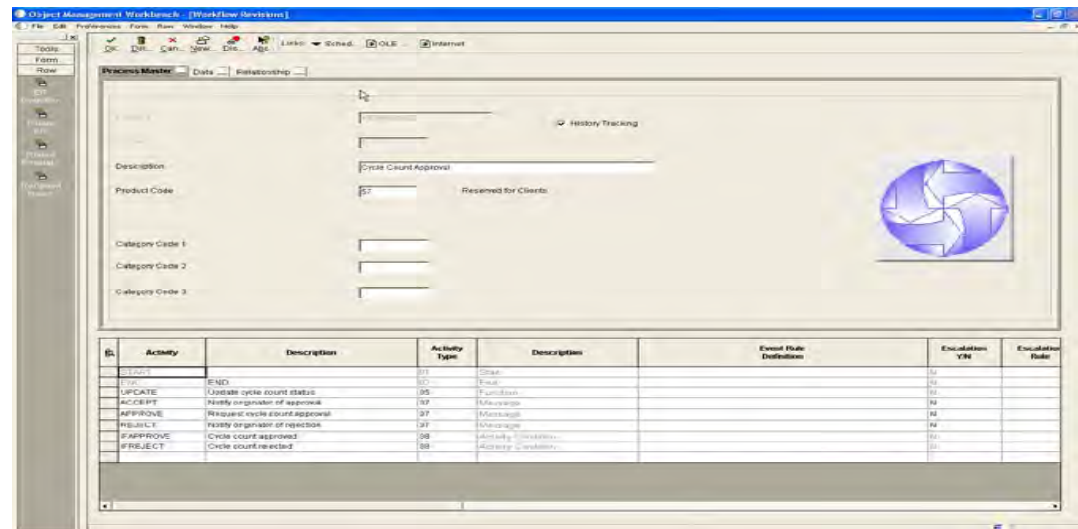 Object Management Workbench - [Workflow Revisions]
File Edit Preferences Form Row Window Help
Tools
Form
Row
OK Can... New... Dis... Abt Links Sched. OLE ... Internet
Process Master Data Relationship
History Tracking
Description Cycle Count Approval
Product Code 57 Reserved for Clients
Category Code 1
Category Code 2
Category Code 3
Activity Description Activity Type Description Event Rule Definition Escalation Y/N Escalation Rule
START 01 Start N
END END End N
UPDATE Update cycle count status 05 Function N
ACCEPT Notify originator of approval 07 Message N
APPROVE Request cycle count approval 07 Message N
REJECT Notify originator of rejection 07 Message N
IFAPPROVE Cycle count approved 08 Activity Condition N
IFREJECT Cycle count rejected Activity Condition N